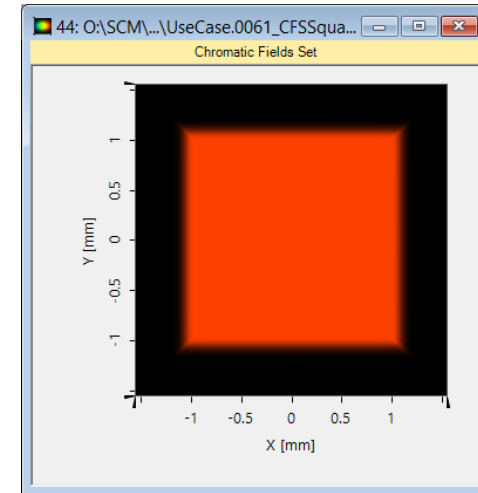 44: O:\SCM\...\UseCase.0061_CFSSqua...
Chromatic Fields Set
1
0.5
0
-0.5
-1
Y [mm]
-1 -0.5 0 0.5 1
X [mm]